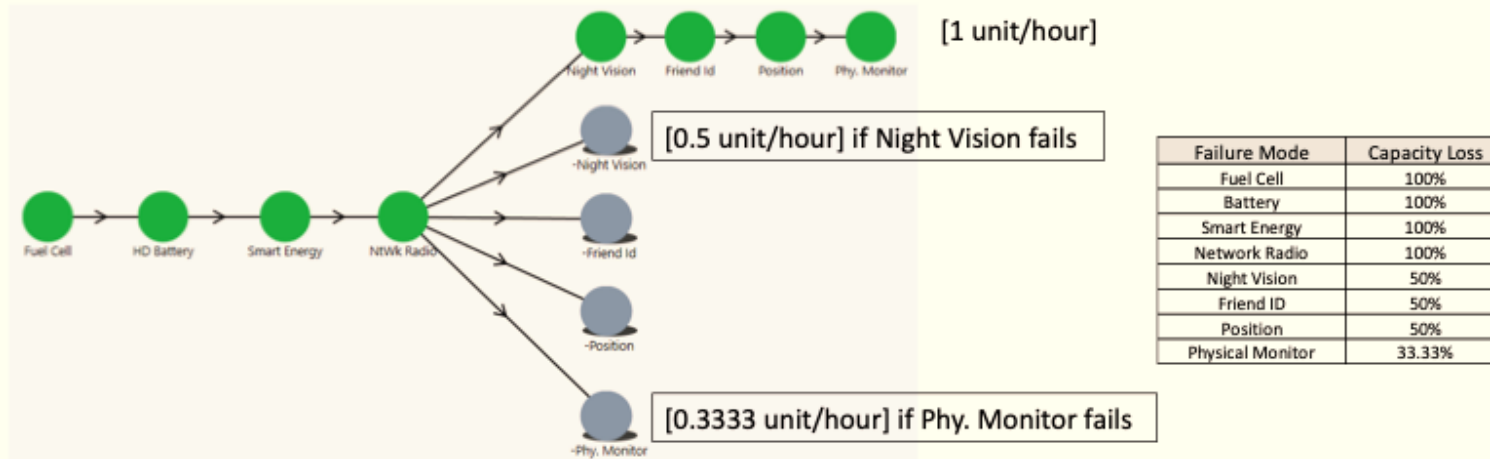 [1 unit/hour]
Night Vision
Friend Id
Position
Phy. Monitor
[0.5 unit/hour] if Night Vision fails
-Night Vision
Fuel Cell
HD Battery
Smart Energy
NtWk Radio
-Friend Id
-Position
[0.3333 unit/hour] if Phy. Monitor fails
-Phy. Monitor
Failure Mode Capacity Loss
Fuel Cell 100%
Battery 100%
Smart Energy 100%
Network Radio 100%
Night Vision 50%
Friend ID 50%
Position 50%
Physical Monitor 33.33%